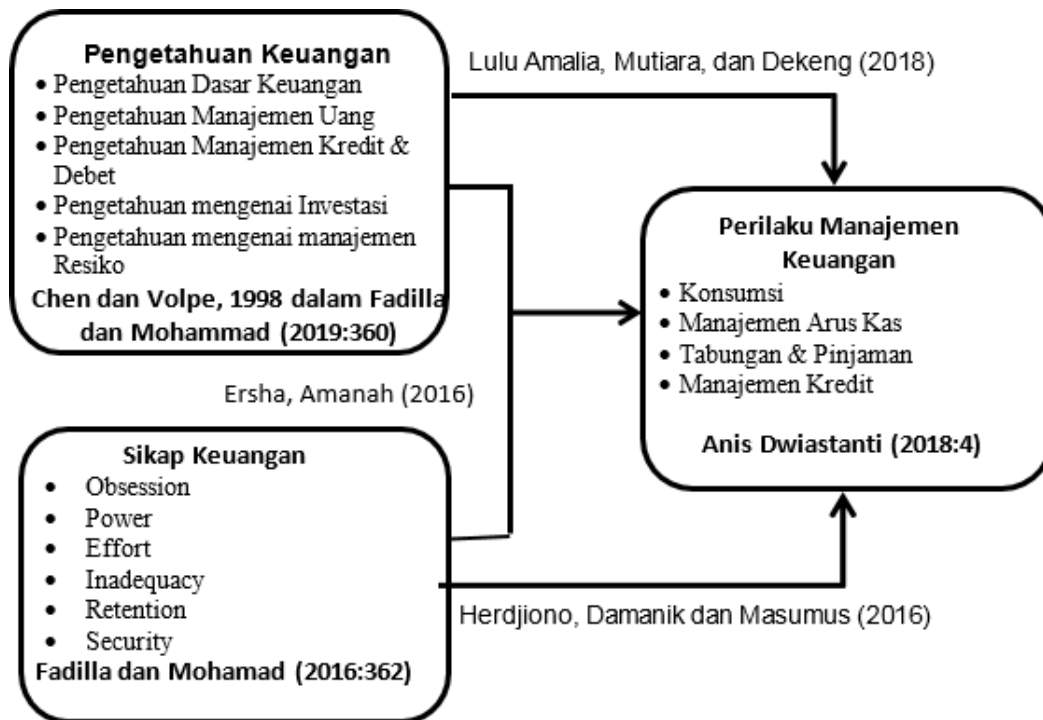 Pengetahuan Keuangan
• Pengetahuan Dasar Keuangan
• Pengetahuan Manajemen Uang
• Pengetahuan Manajemen Kredit &
Debet
• Pengetahuan mengenai Investasi
• Pengetahuan mengenai manajemen
Resiko
Chen dan Volpe, 1998 dalam Fadilla
dan Mohammad (2019:360)
Lulu Amalia, Mutiara, dan Dekeng (2018)
Ersha, Amanah (2016)
Sikap Keuangan
• Obsession
• Power
• Effort
• Inadequacy
• Retention
• Security
Fadilla dan Mohamad (2016:362)
Herdjiono, Damanik dan Masumus (2016)
Perilaku Manajemen
Keuangan
• Konsumsi
• Manajemen Arus Kas
• Tabungan & Pinjaman
• Manajemen Kredit
Anis Dwiastanti (2018:4)